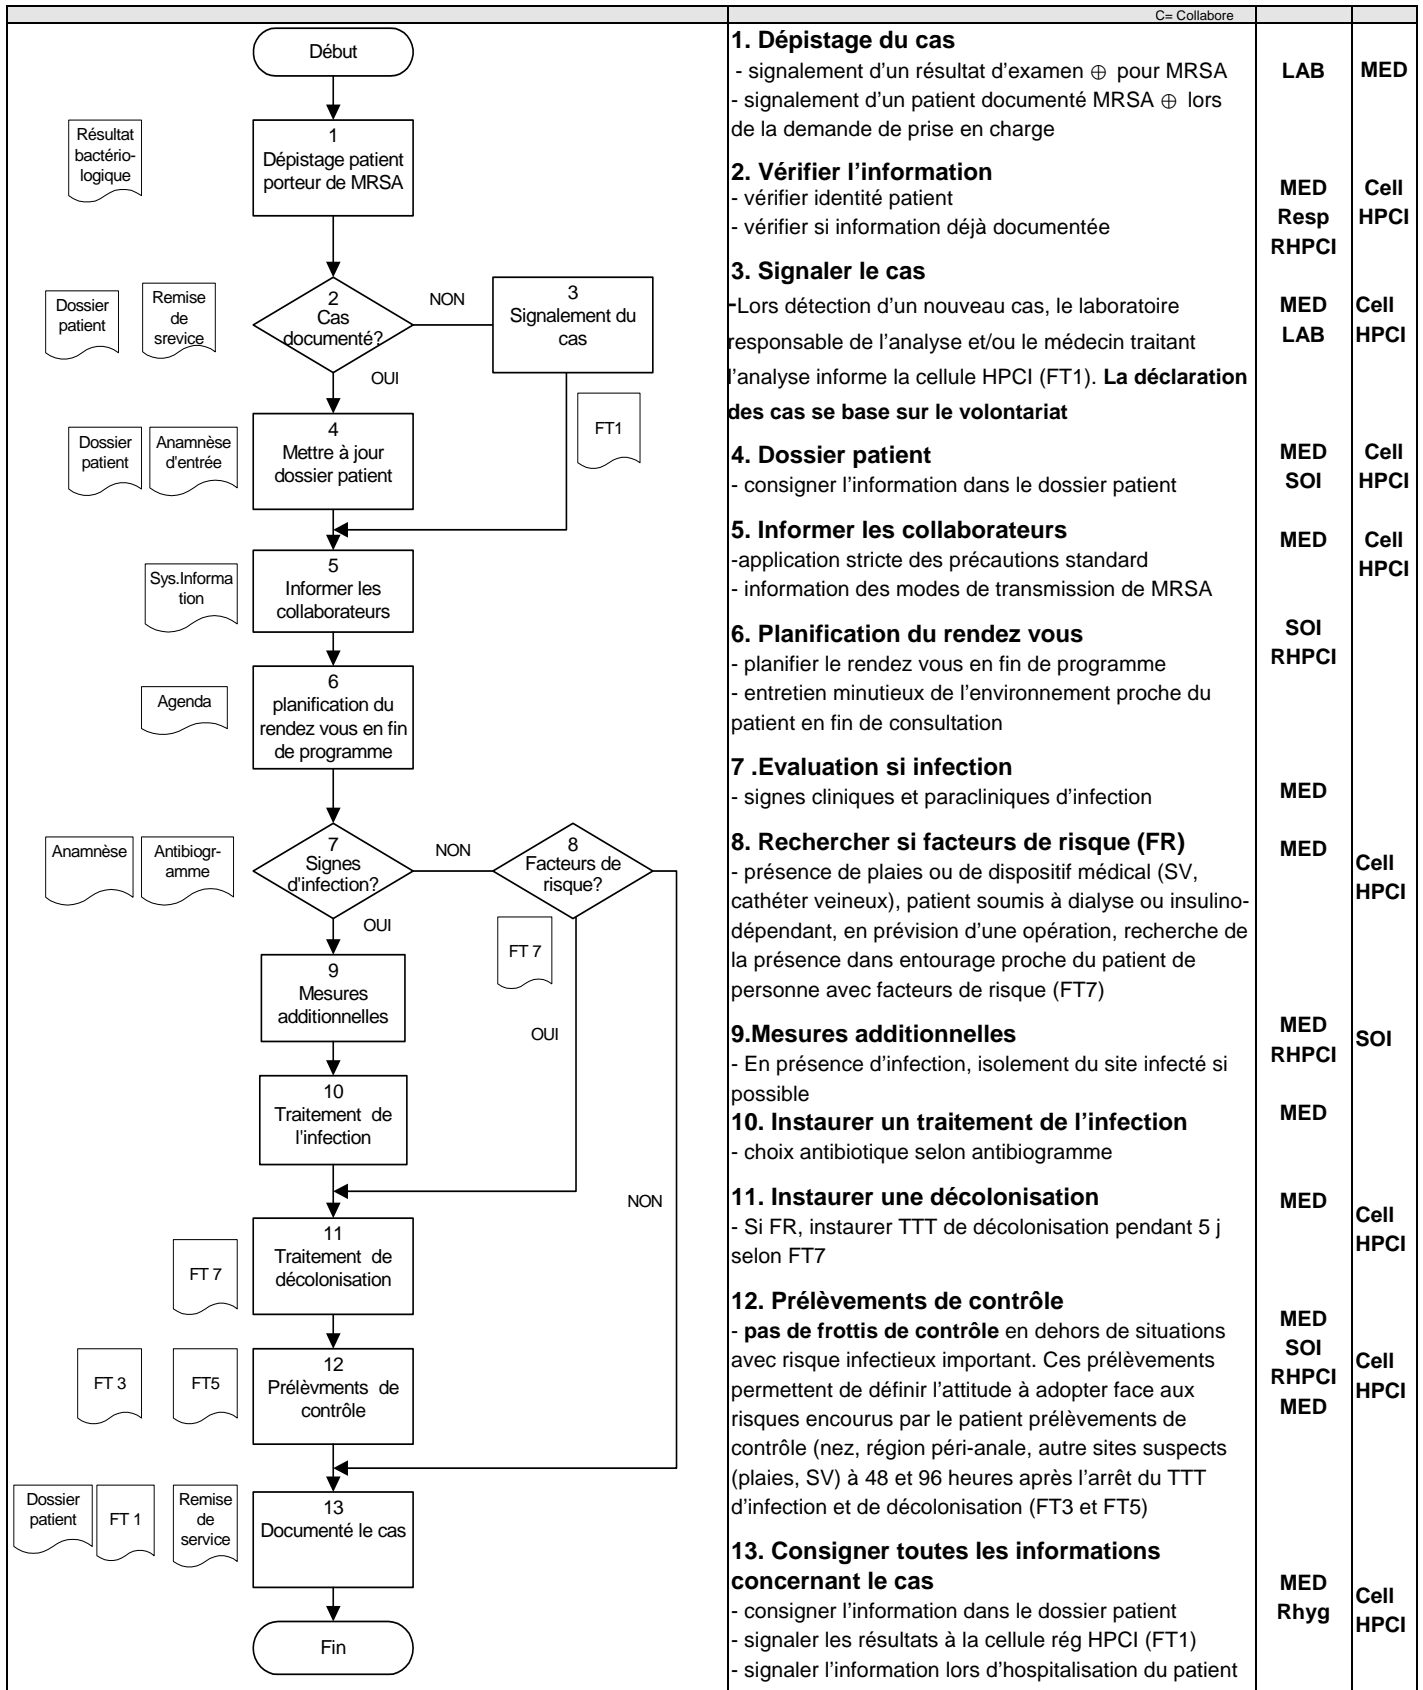 C= Collabore
Début
Résultat
bactério-
logique
1
Dépistage patient
porteur de MRSA
Dossier
patient
Remise
de
srevice
2
Cas
documenté?
NON
OUI
3
Signalement du
cas
FT1
Dossier
patient
Anamnèse
d'entrée
4
Mettre à jour
dossier patient
Sys.Informa
tion
5
Informer les
collaborateurs
Agenda
6
planification du
rendez vous en fin
de programme
Anamnèse
Antibiogr-
amme
7
Signes
d'infection?
NON
OUI
8
Facteurs de
risque?
FT 7
OUI
NON
9
Mesures
additionnelles
10
Traitement de
l'infection
FT 7
11
Traitement de
décolonisation
FT 3
FT5
12
Prélèvments de
contrôle
Dossier
patient
FT 1
Remise
de
service
13
Documenté le cas
Fin
1. Dépistage du cas
- signalement d'un résultat d'examen ⊕ pour MRSA
- signalement d'un patient documenté MRSA ⊕ lors
de la demande de prise en charge
LAB
MED
2. Vérifier l'information
- vérifier identité patient
- vérifier si information déjà documentée
MED
Resp
RHPCI
Cell
HPCI
3. Signaler le cas
-Lors détection d'un nouveau cas, le laboratoire
responsable de l'analyse et/ou le médecin traitant
l'analyse informe la cellule HPCI (FT1). La déclaration
des cas se base sur le volontariat
MED
LAB
Cell
HPCI
4. Dossier patient
- consigner l'information dans le dossier patient
MED
SOI
Cell
HPCI
5. Informer les collaborateurs
-application stricte des précautions standard
- information des modes de transmission de MRSA
MED
Cell
HPCI
6. Planification du rendez vous
- planifier le rendez vous en fin de programme
- entretien minutieux de l'environnement proche du
patient en fin de consultation
SOI
RHPCI
7 .Evaluation si infection
- signes cliniques et paracliniques d'infection
MED
8. Rechercher si facteurs de risque (FR)
- présence de plaies ou de dispositif médical (SV,
cathéter veineux), patient soumis à dialyse ou insulino-
dépendant, en prévision d'une opération, recherche de
la présence dans entourage proche du patient de
personne avec facteurs de risque (FT7)
MED
Cell
HPCI
9.Mesures additionnelles
- En présence d'infection, isolement du site infecté si
possible
MED
RHPCI
SOI
10. Instaurer un traitement de l'infection
- choix antibiotique selon antibiogramme
MED
11. Instaurer une décolonisation
- Si FR, instaurer TTT de décolonisation pendant 5 j
selon FT7
MED
Cell
HPCI
12. Prélèvements de contrôle
- pas de frottis de contrôle en dehors de situations
avec risque infectieux important. Ces prélèvements
permettent de définir l'attitude à adopter face aux
risques encourus par le patient prélèvements de
contrôle (nez, région péri-anale, autre sites suspects
(plaies, SV) à 48 et 96 heures après l'arrêt du TTT
d'infection et de décolonisation (FT3 et FT5)
MED
SOI
RHPCI
MED
Cell
HPCI
13. Consigner toutes les informations
concernant le cas
- consigner l'information dans le dossier patient
- signaler les résultats à la cellule rég HPCI (FT1)
- signaler l'information lors d'hospitalisation du patient
MED
Rhyg
Cell
HPCI